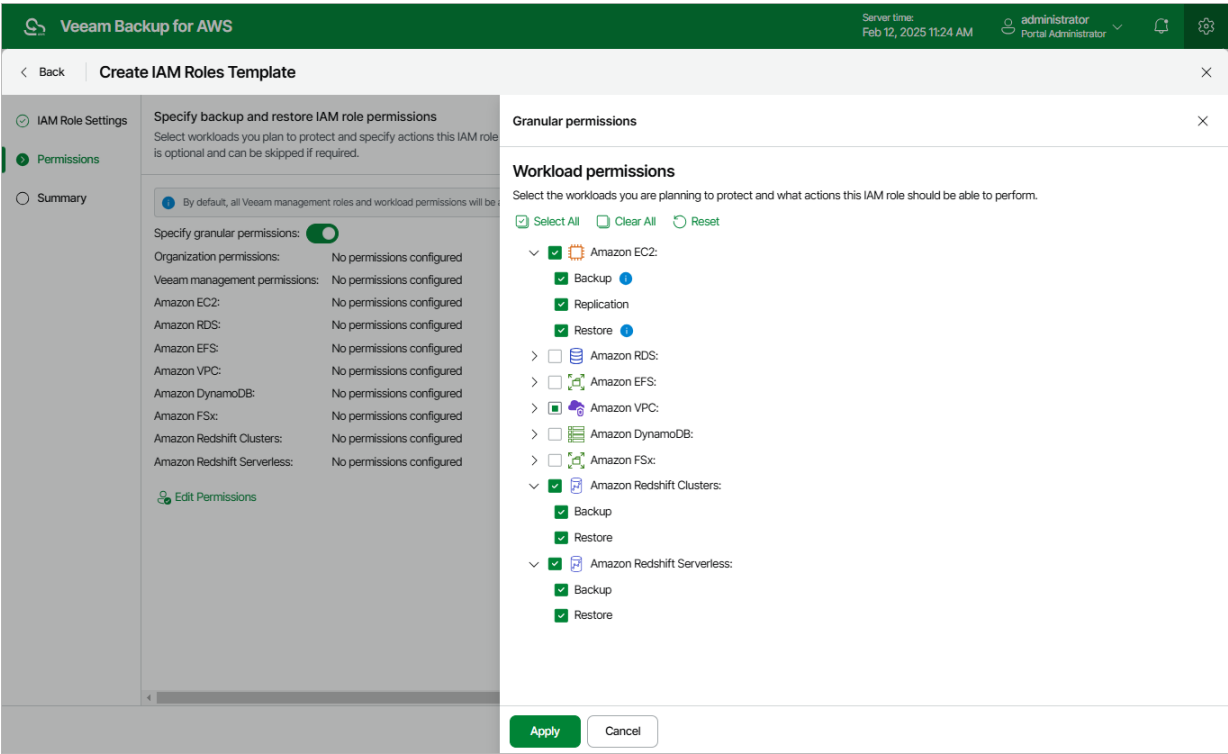 Veeam Backup for AWS
Server time:
Feb 12, 2025 11:24 AM
administrator
Portal Administrator
Back
Create IAM Roles Template
IAM Role Settings
Permissions
Summary
Specify backup and restore IAM role permissions
Select workloads you plan to protect and specify actions this IAM role
is optional and can be skipped if required.
By default, all Veeam management roles and workload permissions will be
Specify granular permissions:
Organization permissions: No permissions configured
Veeam management permissions: No permissions configured
Amazon EC2: No permissions configured
Amazon RDS: No permissions configured
Amazon EFS: No permissions configured
Amazon VPC: No permissions configured
Amazon DynamoDB: No permissions configured
Amazon FSx: No permissions configured
Amazon Redshift Clusters: No permissions configured
Amazon Redshift Serverless: No permissions configured
Edit Permissions
Granular permissions
Workload permissions
Select the workloads you are planning to protect and what actions this IAM role should be able to perform.
Select All Clear All Reset
Amazon EC2:
Backup
Replication
Restore
Amazon RDS:
Amazon EFS:
Amazon VPC:
Amazon DynamoDB:
Amazon FSx:
Amazon Redshift Clusters:
Backup
Restore
Amazon Redshift Serverless:
Backup
Restore
Apply Cancel